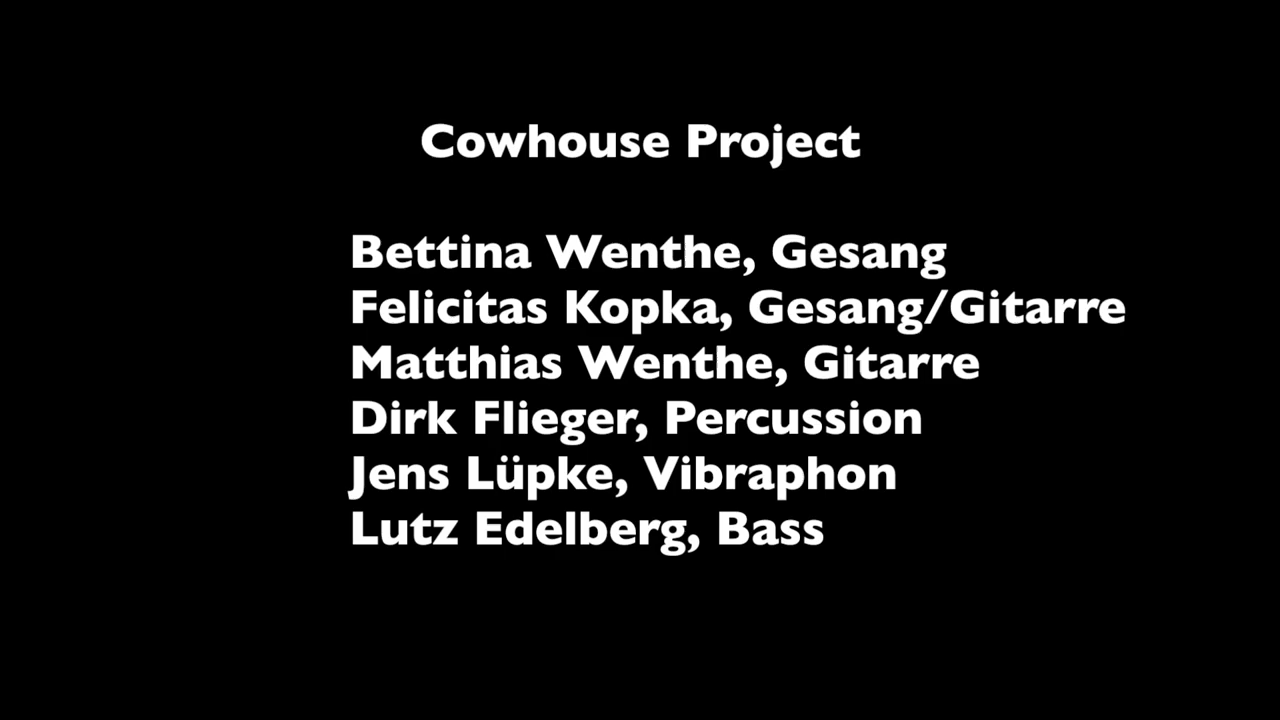 Cowhouse Project
Bettina Wenthe, Gesang
Felicitas Kopka, Gesang/Gitarre
Matthias Wenthe, Gitarre
Dirk Flieger, Percussion
Jens Lüpke, Vibraphon
Lutz Edelberg, Bass